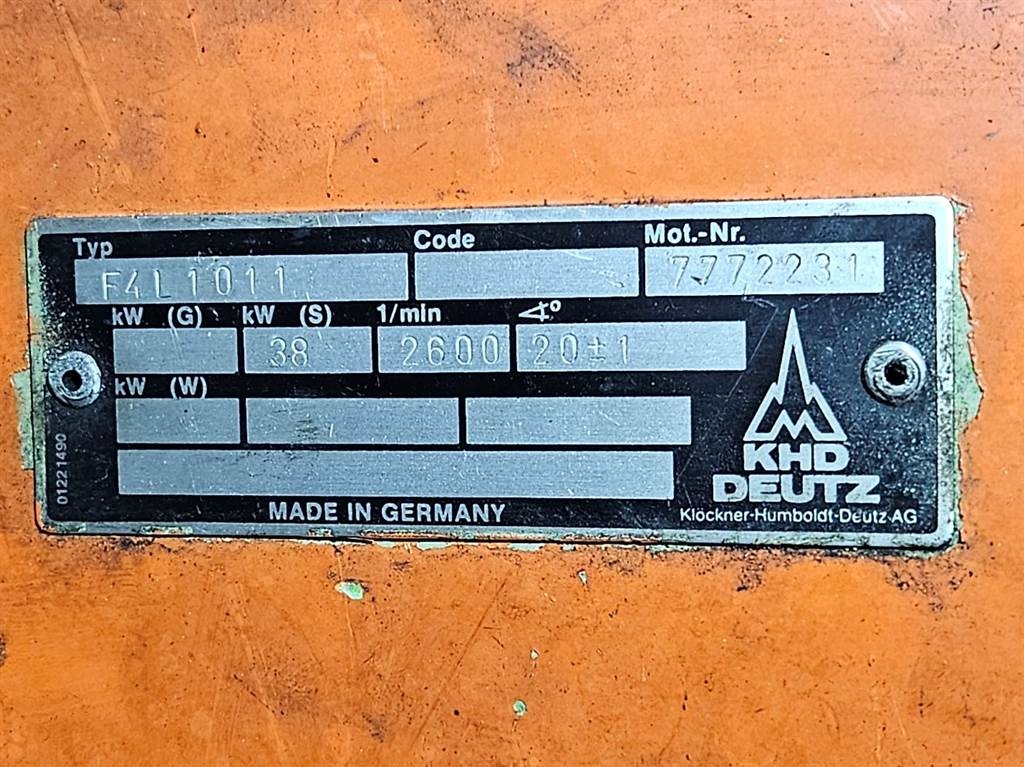 Typ Code Mot.-Nr.
F4L1011 7772231
kW (G) kW (S) 1/min ∢°
38 2600 20±1
kW (W)
01221490
KHD
DEUTZ
MADE IN GERMANY
Klöckner-Humboldt-Deutz AG